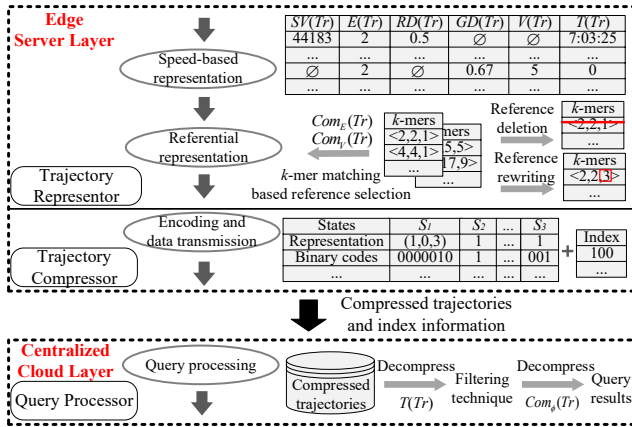 Edge
Server Layer
Speed-based
representation
SV(Tr) E(Tr) RD(Tr) GD(Tr) V(Tr) T(Tr)
44183 2 0.5 ∅ ∅ 7:03:25
... ... ... ... ... ...
∅ 2 ∅ 0.67 5 0
... ... ... ... ... ...
Referential
representation
Com_E(Tr)
Com_V(Tr)
k-mer matching
based reference selection
k-mers
<2,2,1>
<4,4,1>
...
mers
5,5>
17,9>
Reference
deletion
k-mers
<2,2,1>
...
Reference
rewriting
k-mers
<2,2,3>
...
Trajectory
Representor
Encoding and
data transmission
States S1 S2 ... S3
Representation (1,0,3) 1 ... 1
Binary codes 0000010 1 ... 001
... ... ... ... ...
+
Index
100
...
Trajectory
Compressor
Compressed trajectories
and index information
Centralized
Cloud Layer
Query processing
Query Processor
Compressed
trajectories
Decompress
T(Tr)
Filtering
technique
Decompress
Com_ϕ(Tr)
Query
results